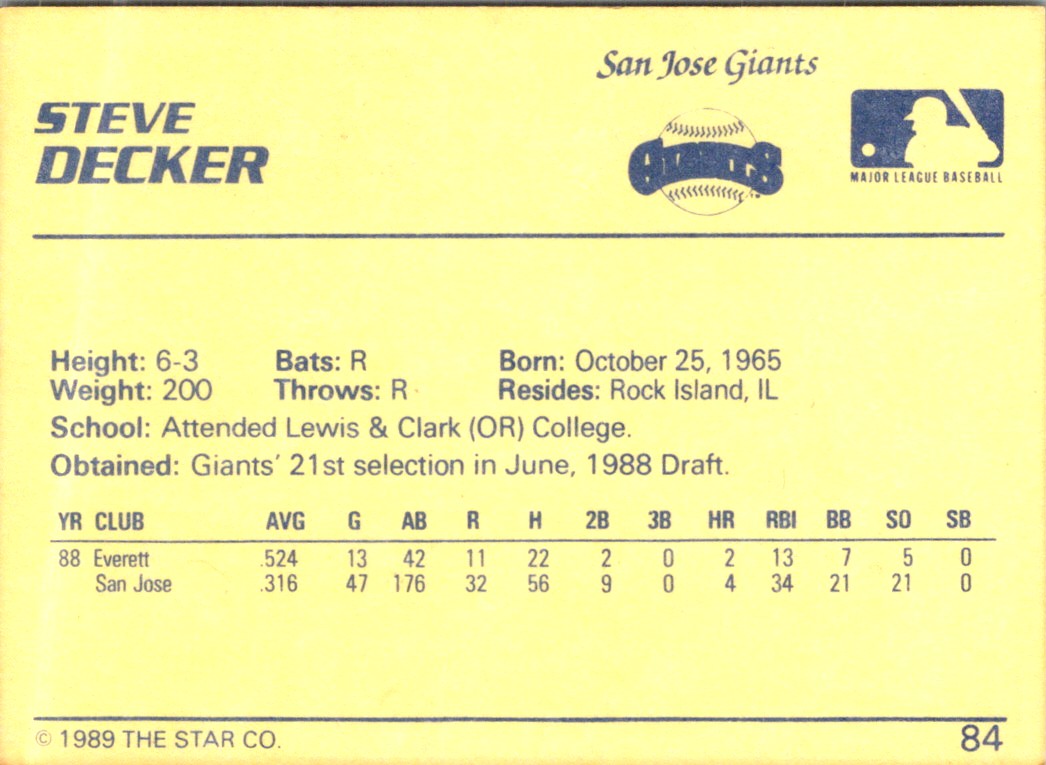 San Jose Giants
STEVE
DECKER
GIANTS
MAJOR LEAGUE BASEBALL
Height: 6-3 Bats: R Born: October 25, 1965
Weight: 200 Throws: R Resides: Rock Island, IL
School: Attended Lewis & Clark (OR) College.
Obtained: Giants' 21st selection in June, 1988 Draft.
YR CLUB AVG G AB R H 2B 3B HR RBI BB SO SB
88 Everett .524 13 42 11 22 2 0 2 13 7 5 0
San Jose .316 47 176 32 56 9 0 4 34 21 21 0
© 1989 THE STAR CO. 84